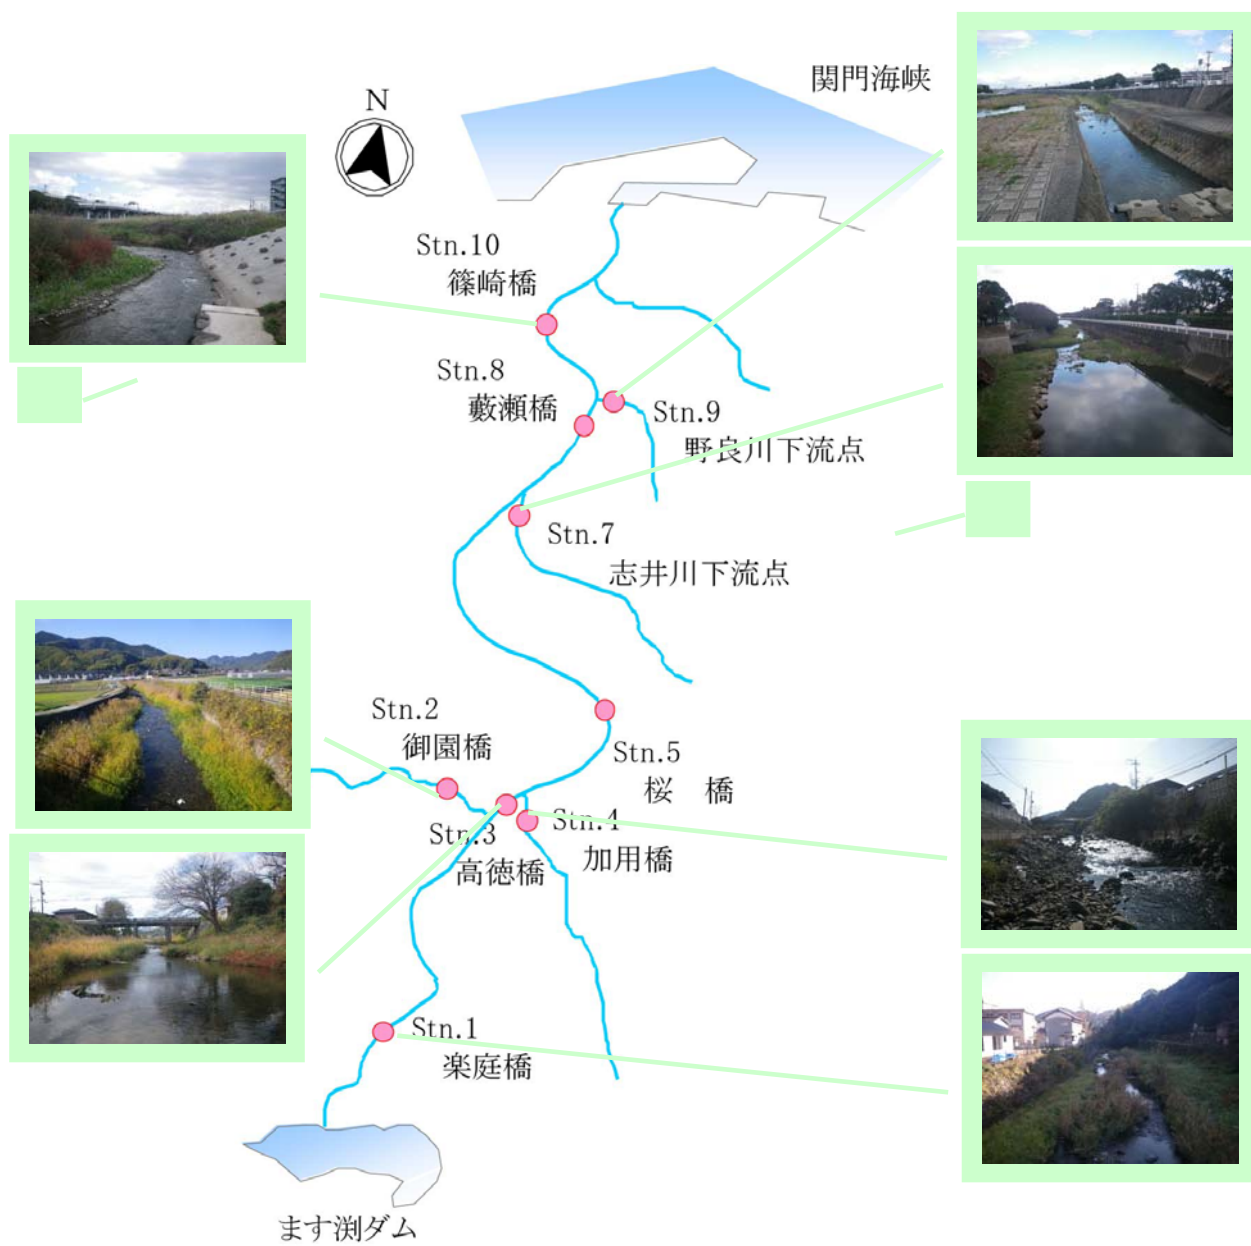 関門海峡
N
Stn.10
篠崎橋
Stn.8
藪瀬橋
Stn.9
野良川下流点
Stn.7
志井川下流点
Stn.2
御園橋
Stn.5
桜　橋
Stn.3
高徳橋
Stn.4
加用橋
Stn.1
楽庭橋
ます渕ダム